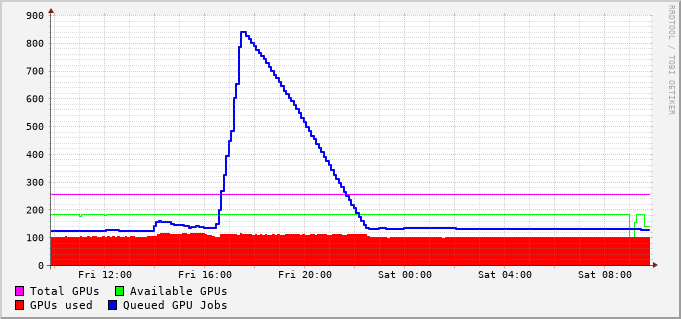 900
800
700
600
500
400
300
200
100
0
Fri 12:00 Fri 16:00 Fri 20:00 Sat 00:00 Sat 04:00 Sat 08:00
Total GPUs Available GPUs
GPUs used Queued GPU Jobs
RRDTOOL / TOBI OETIKER